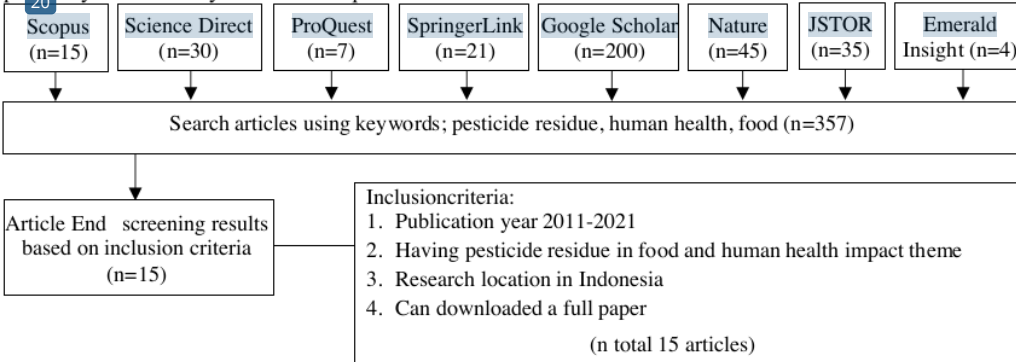 20
Scopus
(n=15)
Science Direct
(n=30)
ProQuest
(n=7)
SpringerLink
(n=21)
Google Scholar
(n=200)
Nature
(n=45)
JSTOR
(n=35)
Emerald
Insight (n=4)
Search articles using keywords; pesticide residue, human health, food (n=357)
Article End screening results
based on inclusion criteria
(n=15)
Inclusioncriteria:
1. Publication year 2011-2021
2. Having pesticide residue in food and human health impact theme
3. Research location in Indonesia
4. Can downloaded a full paper
(n total 15 articles)